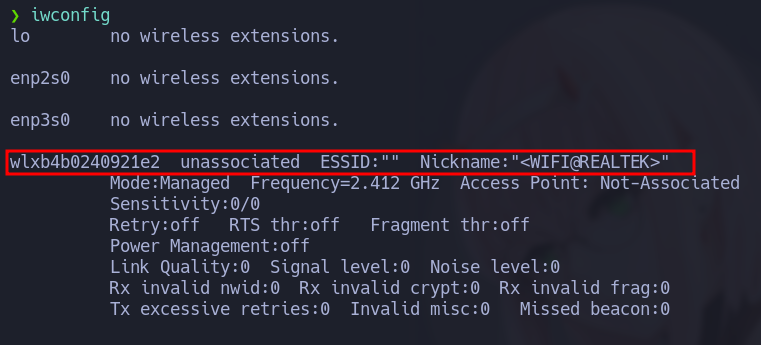 ❯ iwconfig
lo        no wireless extensions.
enp2s0    no wireless extensions.
enp3s0    no wireless extensions.
wlxb4b0240921e2  unassociated  ESSID:""  Nickname:"<WIFI@REALTEK>"
          Mode:Managed  Frequency=2.412 GHz  Access Point: Not-Associated
          Sensitivity:0/0
          Retry:off   RTS thr:off   Fragment thr:off
          Power Management:off
          Link Quality:0  Signal level:0  Noise level:0
          Rx invalid nwid:0  Rx invalid crypt:0  Rx invalid frag:0
          Tx excessive retries:0  Invalid misc:0   Missed beacon:0